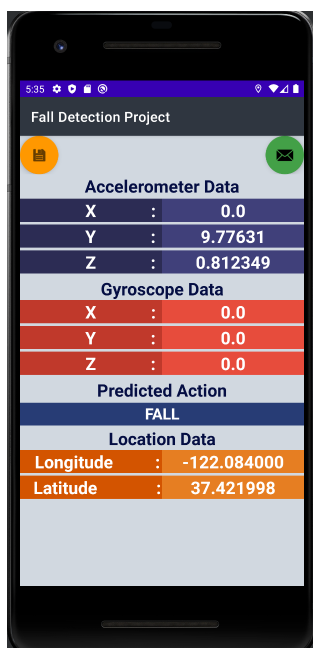 5:35
Fall Detection Project
Accelerometer Data
X : 0.0
Y : 9.77631
Z : 0.812349
Gyroscope Data
X : 0.0
Y : 0.0
Z : 0.0
Predicted Action
FALL
Location Data
Longitude : -122.084000
Latitude : 37.421998